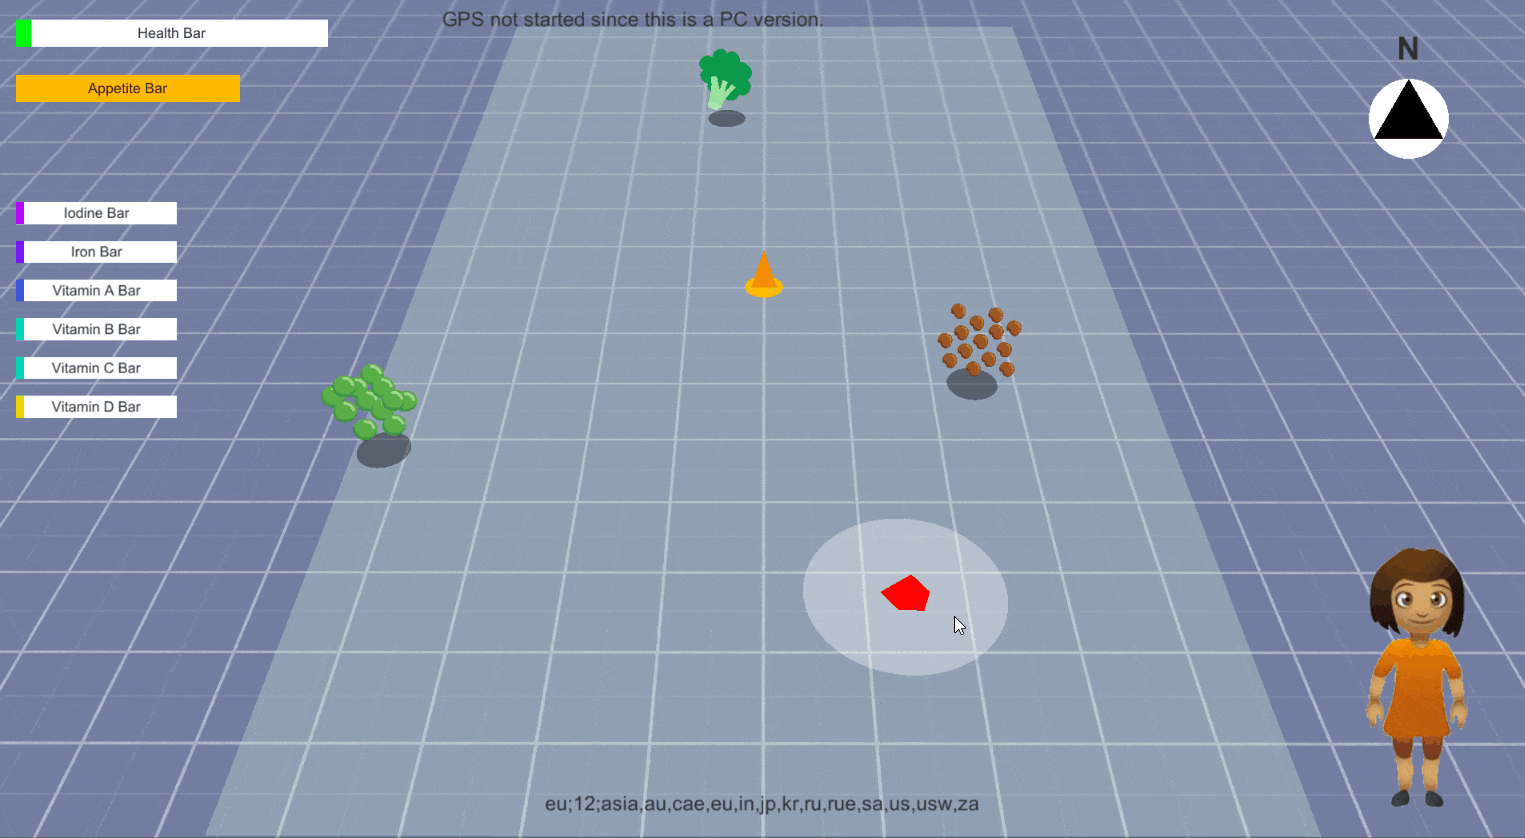 GPS not started since this is a PC version.
Health Bar
N
Appetite Bar
Iodine Bar
Iron Bar
Vitamin A Bar
Vitamin B Bar
Vitamin C Bar
Vitamin D Bar
eu;12;asia,au,cae,eu,in,jp,kr,ru,rue,sa,us,usw,za